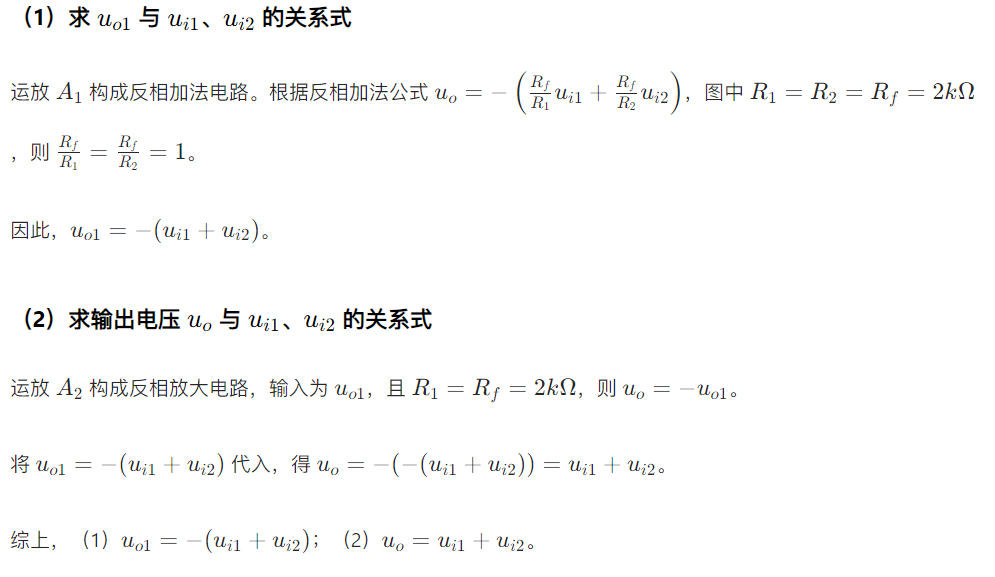 （1）求 $u_{o1}$ 与 $u_{i1}$、$u_{i2}$ 的关系式
运放 $A_1$ 构成反相加法电路。根据反相加法公式 $u_o = -\left(\frac{R_f}{R_1}u_{i1} + \frac{R_f}{R_2}u_{i2}\right)$，图中 $R_1 = R_2 = R_f = 2k\Omega$
，则 $\frac{R_f}{R_1} = \frac{R_f}{R_2} = 1$。
因此，$u_{o1} = -(u_{i1} + u_{i2})$。
（2）求输出电压 $u_o$ 与 $u_{i1}$、$u_{i2}$ 的关系式
运放 $A_2$ 构成反相放大电路，输入为 $u_{o1}$，且 $R_1 = R_f = 2k\Omega$，则 $u_o = -u_{o1}$。
将 $u_{o1} = -(u_{i1} + u_{i2})$ 代入，得 $u_o = -(-(u_{i1} + u_{i2})) = u_{i1} + u_{i2}$。
综上，（1）$u_{o1} = -(u_{i1} + u_{i2})$；（2）$u_o = u_{i1} + u_{i2}$。